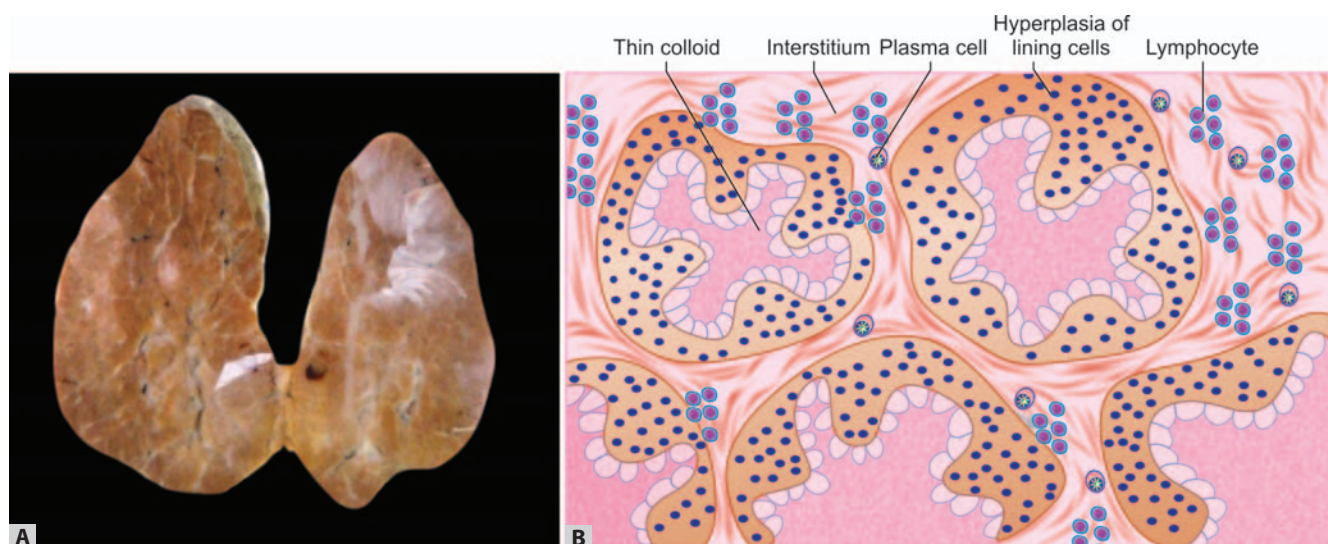 Thin colloid
Interstitium
Plasma cell
Hyperplasia of
lining cells
Lymphocyte
A
B